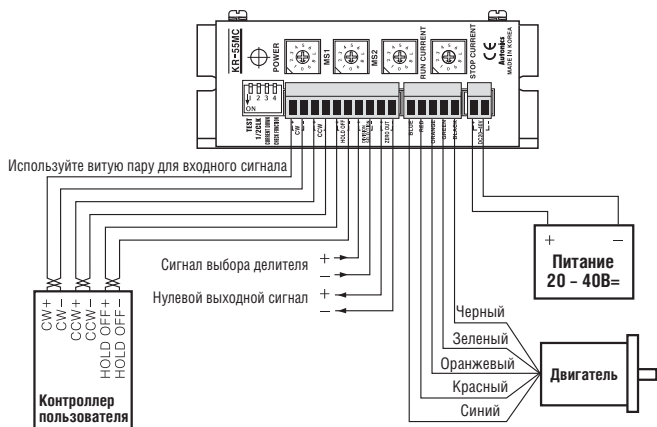 KR-55MC
POWER
MS1
MS2
RUN CURRENT
STOP CURRENT
Autonics
MADE IN KOREA
1 2 3 4
ON
TEST
1/2CLK
CURRENT DOWN
CW
CCW
HOLD OFF
ZERO OUT
BLUE
RED
ORANGE
GREEN
BLACK
+
DC20-40V
-
Используйте витую пару для входного сигнала
Сигнал выбора делителя
+
−
Нулевой выходной сигнал
+
−
+ −
Питание
20 - 40В=
CW+
CW−
CCW+
CCW−
HOLD OFF+
HOLD OFF−
Контроллер
пользователя
Черный
Зеленый
Оранжевый
Красный
Синий
Двигатель